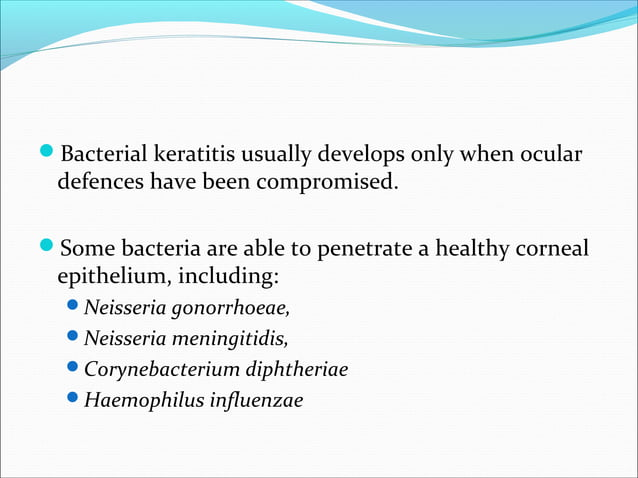 Bacterial keratitis usually develops only when ocular
defences have been compromised.
Some bacteria are able to penetrate a healthy corneal
epithelium, including:
Neisseria gonorrhoeae,
Neisseria meningitidis,
Corynebacterium diphtheriae
Haemophilus influenzae